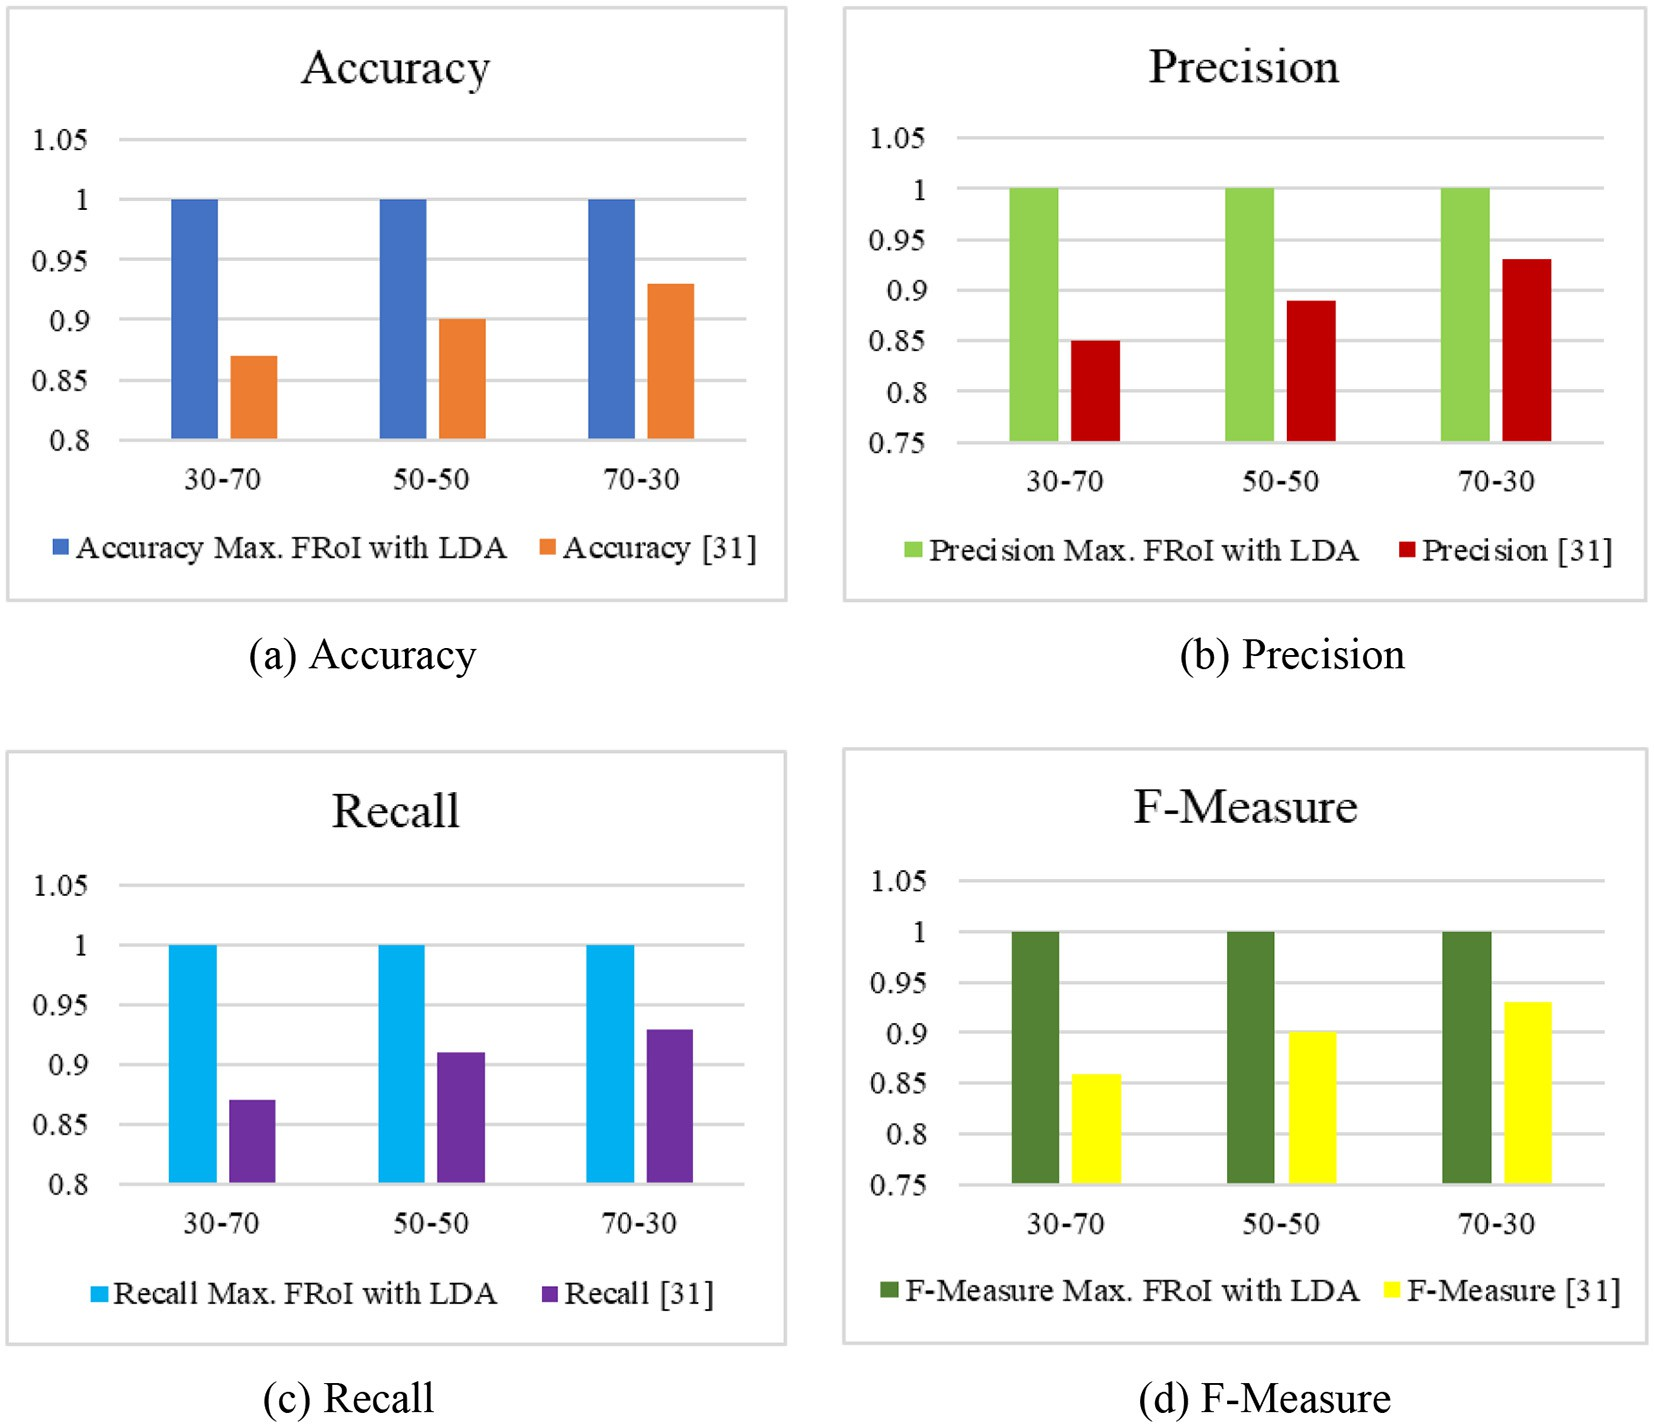 Accuracy
1.05
1
0.95
0.9
0.85
0.8
30-70 50-50 70-30
Accuracy Max. FRoI with LDA Accuracy [31]
(a) Accuracy
Precision
1.05
1
0.95
0.9
0.85
0.8
0.75
30-70 50-50 70-30
Precision Max. FRoI with LDA Precision [31]
(b) Precision
Recall
1.05
1
0.95
0.9
0.85
0.8
30-70 50-50 70-30
Recall Max. FRoI with LDA Recall [31]
(c) Recall
F-Measure
1.05
1
0.95
0.9
0.85
0.8
0.75
30-70 50-50 70-30
F-Measure Max. FRoI with LDA F-Measure [31]
(d) F-Measure